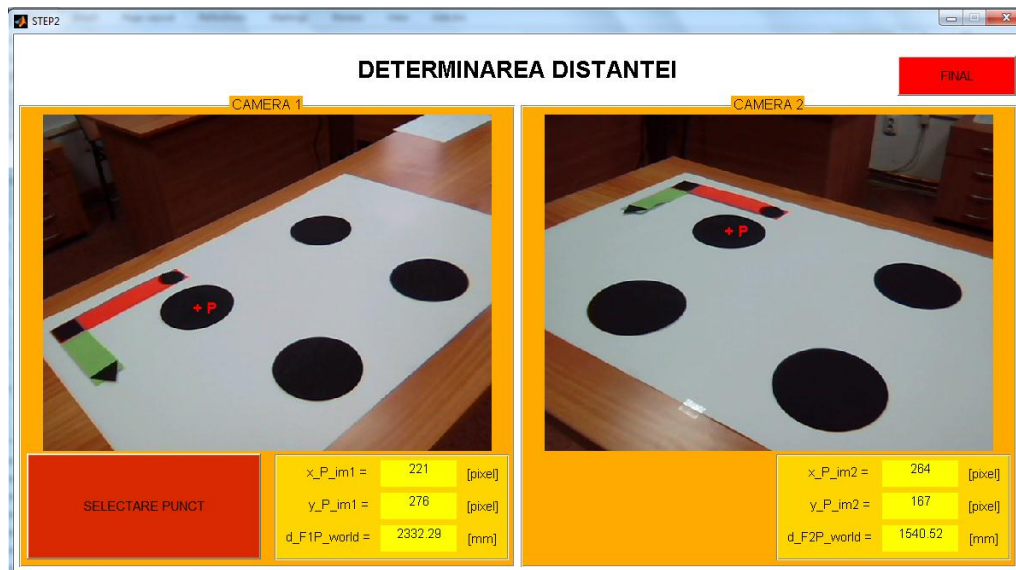 STEP2
DETERMINAREA DISTANTEI
FINAL
CAMERA 1
CAMERA 2
+ P
+ P
SELECTARE PUNCT
x_P_im1 = 221 [pixel]
y_P_im1 = 276 [pixel]
d_F1P_world = 2332.29 [mm]
x_P_im2 = 264 [pixel]
y_P_im2 = 167 [pixel]
d_F2P_world = 1540.52 [mm]